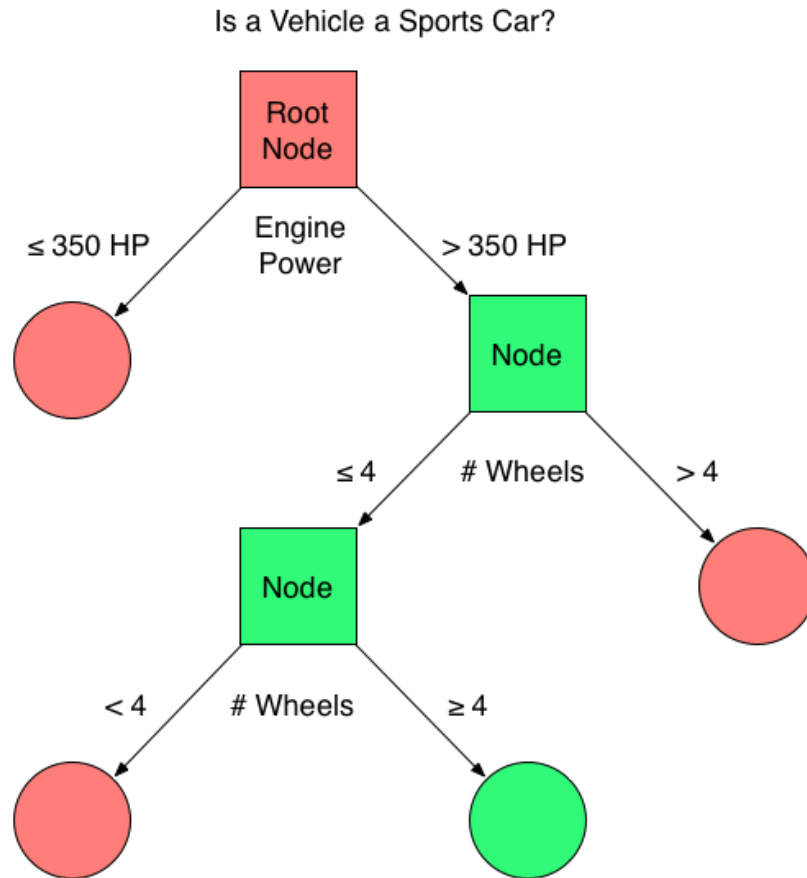 Is a Vehicle a Sports Car?
Root
Node
Engine
Power
≤ 350 HP
> 350 HP
Node
≤ 4
# Wheels
> 4
Node
< 4
# Wheels
≥ 4